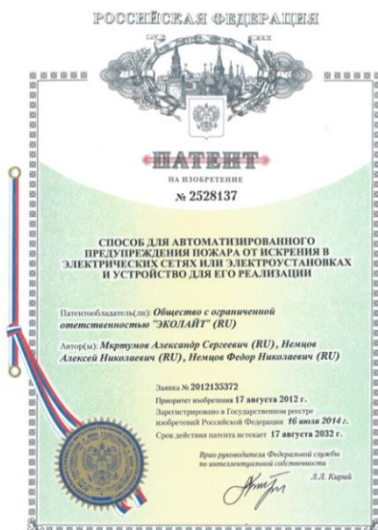 РОССИЙСКАЯ ФЕДЕРАЦИЯ
ПАТЕНТ
НА ИЗОБРЕТЕНИЕ
№ 2528137
СПОСОБ ДЛЯ АВТОМАТИЗИРОВАННОГО
ПРЕДУПРЕЖДЕНИЯ ПОЖАРА ОТ ИСКРЕНИЯ В
ЭЛЕКТРИЧЕСКИХ СЕТЯХ ИЛИ ЭЛЕКТРОУСТАНОВКАХ
И УСТРОЙСТВО ДЛЯ ЕГО РЕАЛИЗАЦИИ
Патентообладатель(ли): Общество с ограниченной
ответственностью "ЭКОЛАЙТ" (RU)
Автор(ы): Мкртумов Александр Сергеевич (RU), Немцов
Алексей Николаевич (RU), Немцов Федор Николаевич (RU)
Заявка № 2012135372
Приоритет изобретения 17 августа 2012 г.
Зарегистрировано в Государственном реестре
изобретений Российской Федерации 16 июля 2014 г.
Срок действия патента истекает 17 августа 2032 г.
Врио руководителя Федеральной службы
по интеллектуальной собственности
Л.Л. Кирий